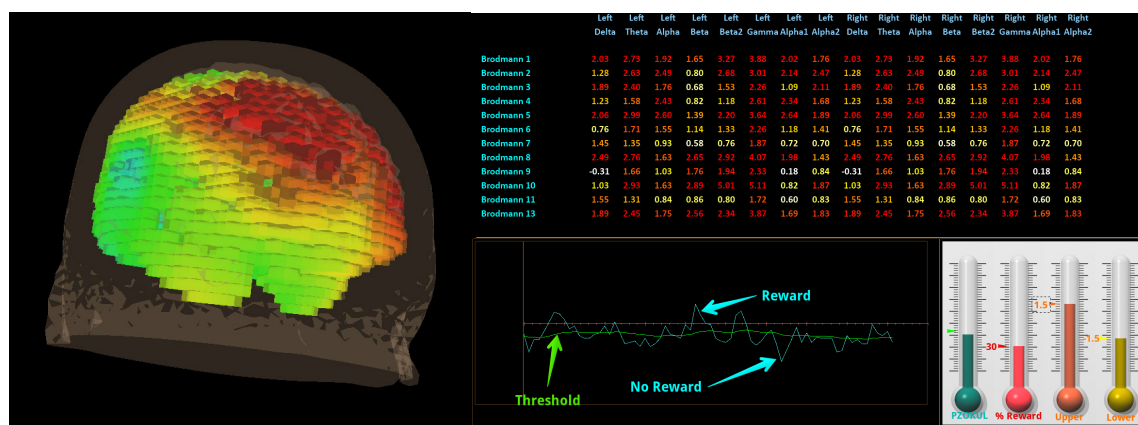 Left Left Left Left Left Left Left Left Right Right Right Right Right Right Right Right
Delta Theta Alpha Beta Beta2 Gamma Alpha1 Alpha2 Delta Theta Alpha Beta Beta2 Gamma Alpha1 Alpha2
Brodmann 1 2.03 2.73 1.92 1.65 3.27 3.88 2.02 1.76 2.03 2.73 1.92 1.65 3.27 3.88 2.02 1.76
Brodmann 2 1.28 2.63 2.49 0.80 2.68 3.01 2.14 2.47 1.28 2.63 2.49 0.80 2.68 3.01 2.14 2.47
Brodmann 3 1.89 2.40 1.76 0.68 1.53 2.26 1.09 2.11 1.89 2.40 1.76 0.68 1.53 2.26 1.09 2.11
Brodmann 4 1.23 1.58 2.43 0.82 1.18 2.61 2.34 1.68 1.23 1.58 2.43 0.82 1.18 2.61 2.34 1.68
Brodmann 5 2.06 2.99 2.60 1.39 2.20 3.64 2.64 1.89 2.06 2.99 2.60 1.39 2.20 3.64 2.64 1.89
Brodmann 6 0.76 1.71 1.55 1.14 1.33 2.26 1.18 1.41 0.76 1.71 1.55 1.14 1.33 2.26 1.18 1.41
Brodmann 7 1.45 1.35 0.93 0.58 0.76 1.87 0.72 0.70 1.45 1.35 0.93 0.58 0.76 1.87 0.72 0.70
Brodmann 8 2.49 2.76 1.63 2.65 2.92 4.07 1.98 1.43 2.49 2.76 1.63 2.65 2.92 4.07 1.98 1.43
Brodmann 9 -0.31 1.66 1.03 1.76 1.94 2.33 0.18 0.84 -0.31 1.66 1.03 1.76 1.94 2.33 0.18 0.84
Brodmann 10 1.03 2.93 1.63 2.89 5.01 5.11 0.82 1.87 1.03 2.93 1.63 2.89 5.01 5.11 0.82 1.87
Brodmann 11 1.55 1.31 0.84 0.86 0.80 1.72 0.60 0.83 1.55 1.31 0.84 0.86 0.80 1.72 0.60 0.83
Brodmann 13 1.89 2.45 1.75 2.56 2.34 3.87 1.69 1.83 1.89 2.45 1.75 2.56 2.34 3.87 1.69 1.83
Reward
No Reward
Threshold
30
1.5
1.5
PZOKUL % Reward Upper Lower